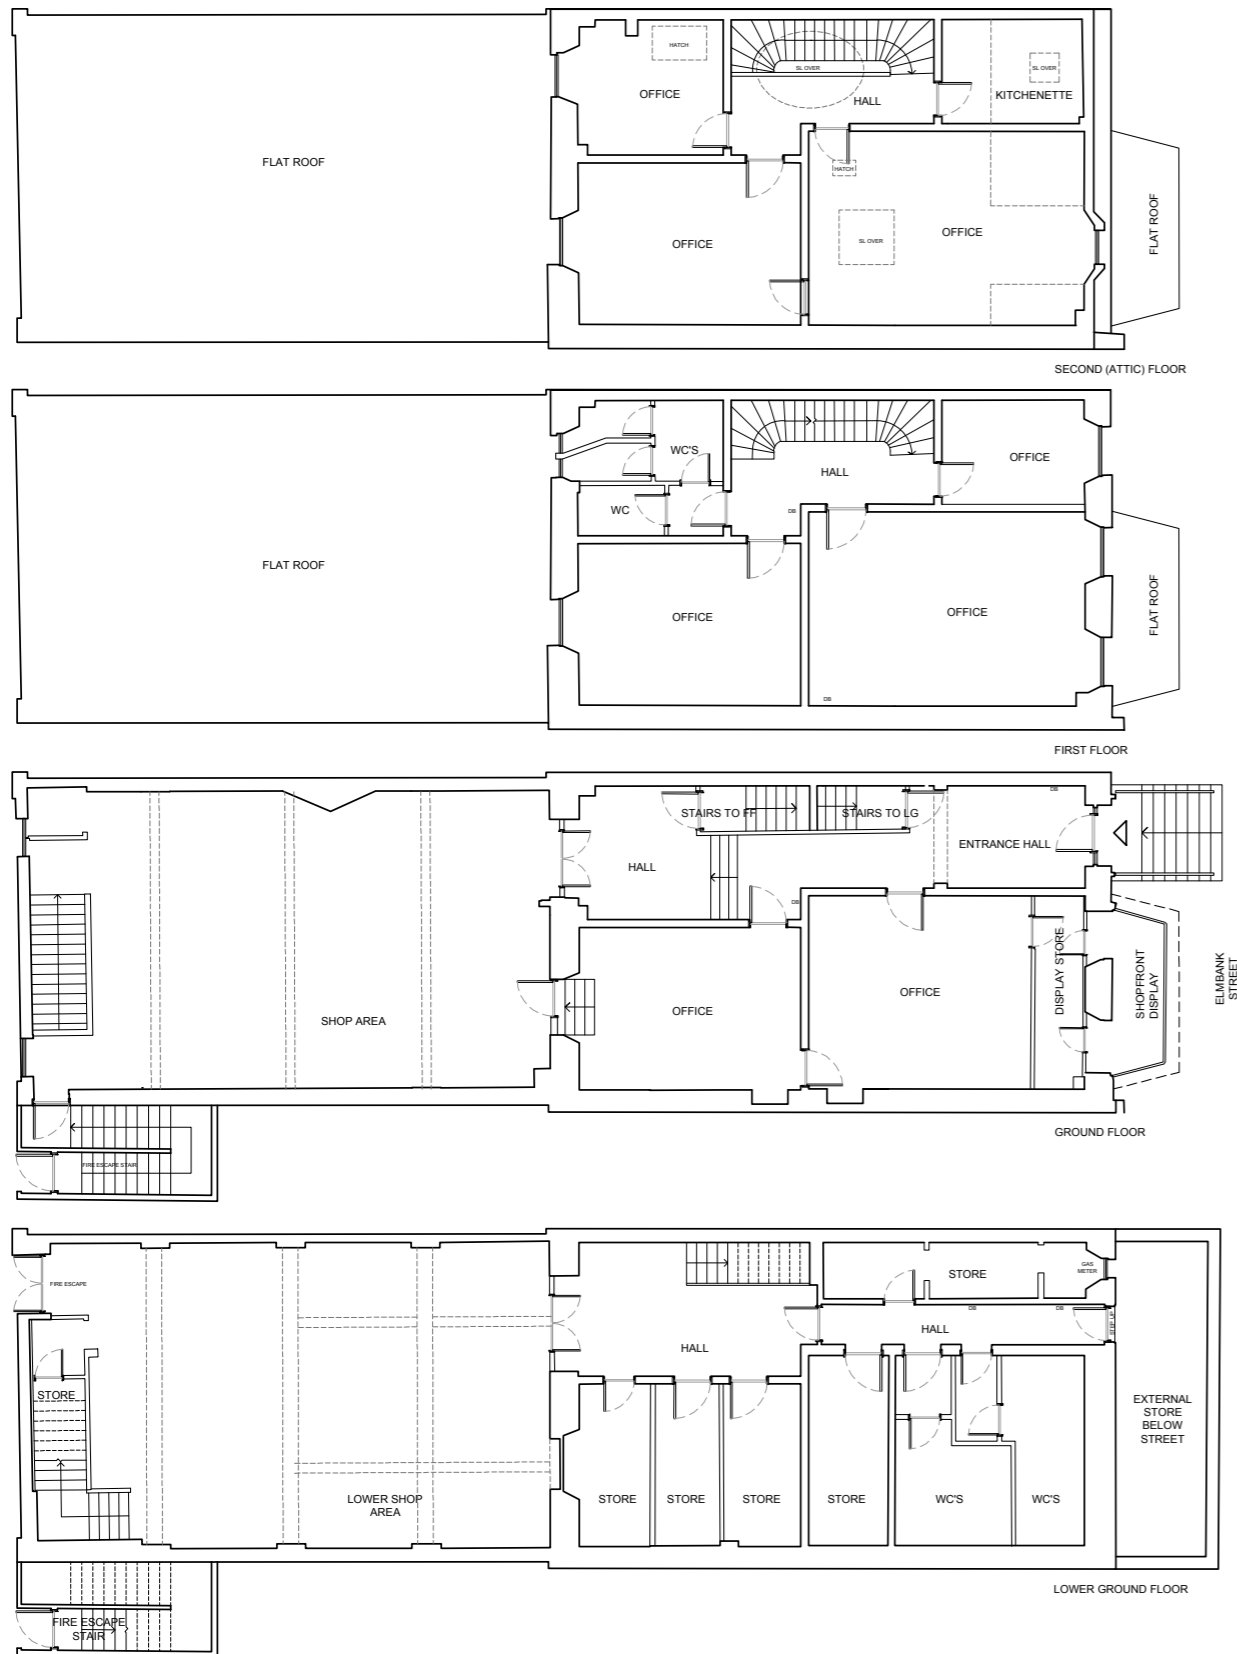 HATCH
SL OVER
SL OVER
OFFICE
HALL
KITCHENETTE
FLAT ROOF
HATCH
OFFICE
SL OVER
OFFICE
FLAT ROOF
SECOND (ATTIC) FLOOR
WC'S
OFFICE
HALL
WC
DB
FLAT ROOF
OFFICE
OFFICE
FLAT ROOF
DB
FIRST FLOOR
DB
STAIRS TO FF
STAIRS TO LG
ENTRANCE HALL
HALL
DB
SHOP AREA
OFFICE
OFFICE
DISPLAY STORE
SHOPFRONT
DISPLAY
ELMBANK
STREET
GROUND FLOOR
FIRE ESCAPE STAIR
FIRE ESCAPE
STORE
GAS
METER
DB
DB
HALL
STEP UP
HALL
STORE
EXTERNAL
STORE
BELOW
STREET
LOWER SHOP
AREA
STORE
STORE
STORE
STORE
WC'S
WC'S
LOWER GROUND FLOOR
FIRE ESCAPE
STAIR